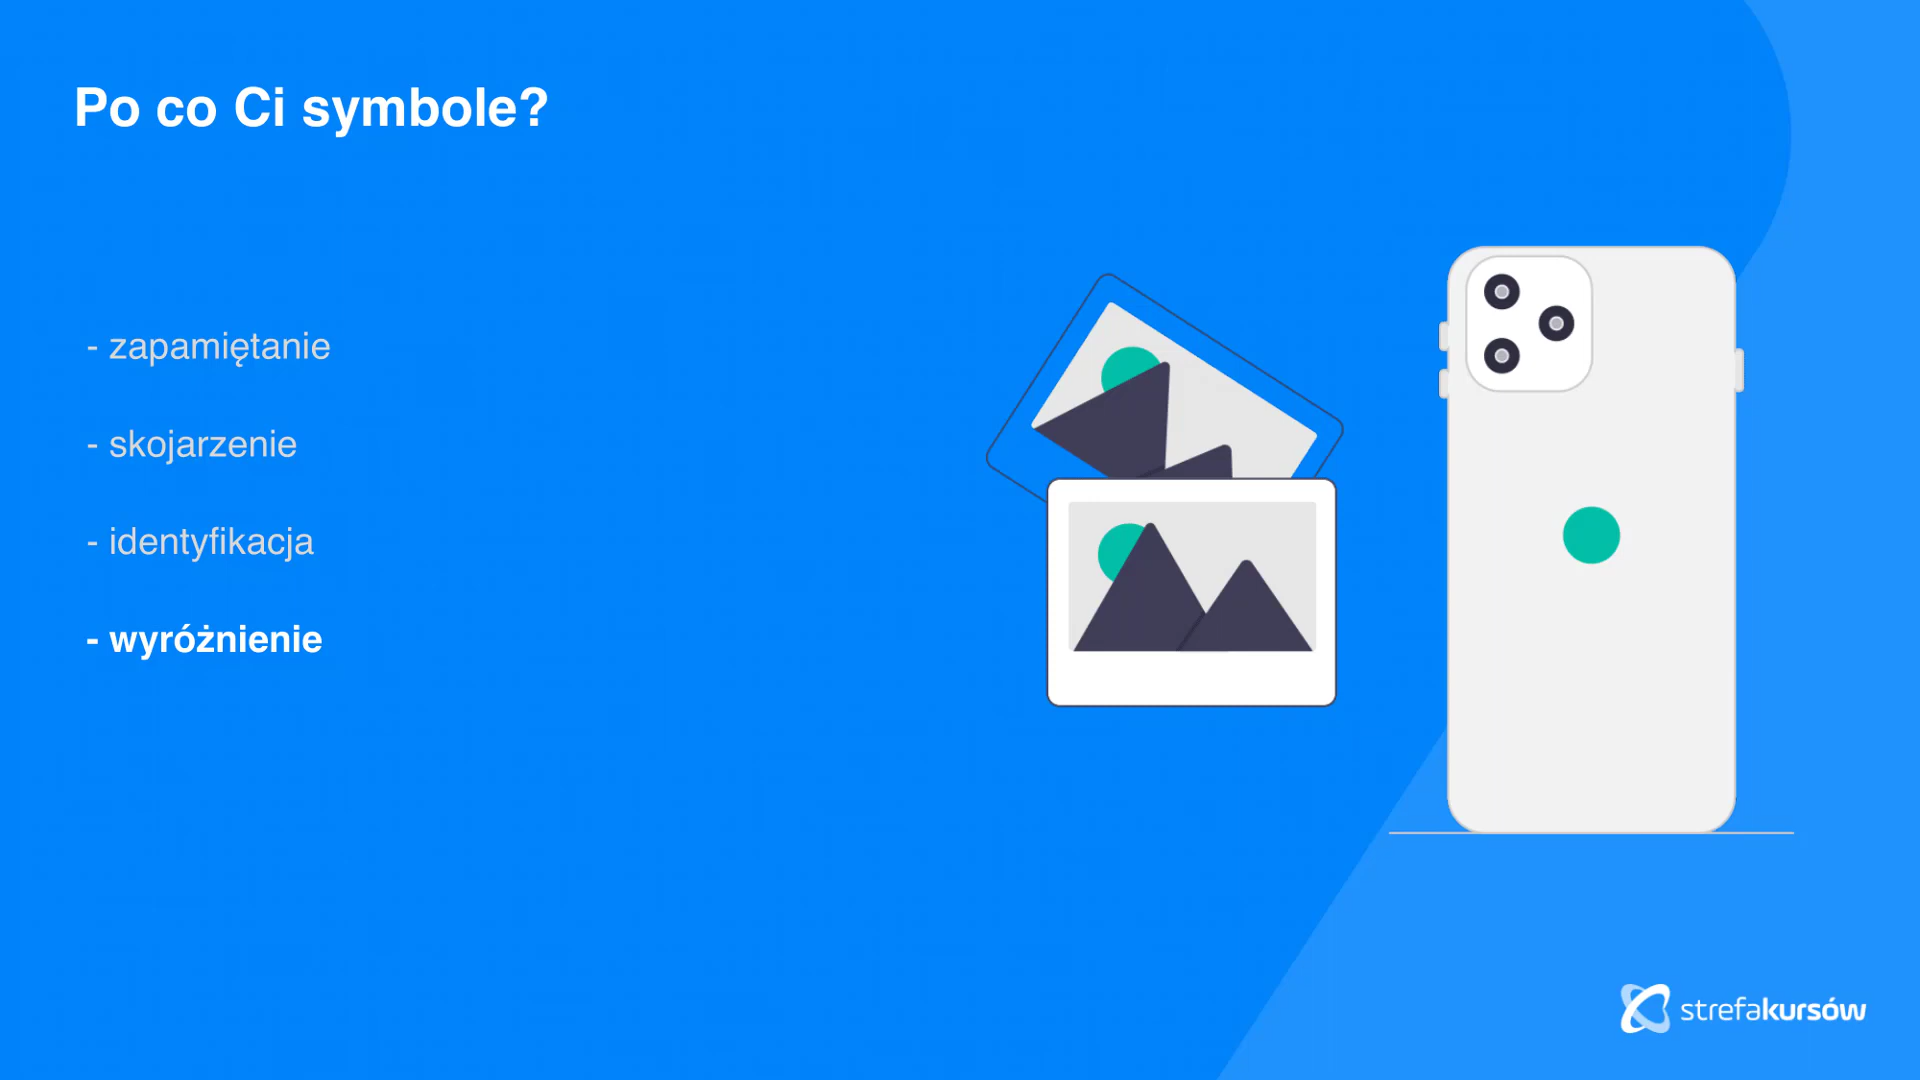 Po co Ci symbole?
- zapamiętanie
- skojarzenie
- identyfikacja
- wyróżnienie
strefakursów